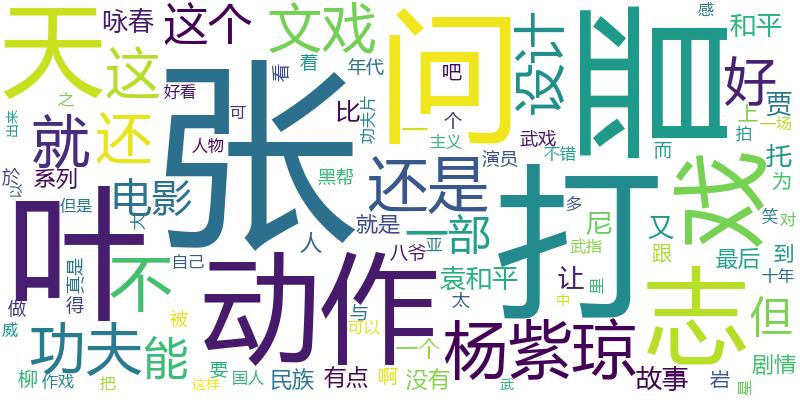 天
咏春
这个
文戏
问
设计
晋
感
和平
这
着
年代
看
吧
好
好看
比
贾
就
还
人物
可
功夫片
个
一
主义
武戏
不错
而
上
拍
一场
出来
之
张
演员
打
戏
托
为
於
以
系列
电影
还是
黑帮
叶
但是
大
就是
一部
多
尼
又
笑
对
不
人
八爷
亚
武指
里
跟
最后
到
十年
做
得
真是
自己
动作
袁和平
让
志
但
威
功夫
能
被
与
太
可以
中
杨紫琼
剧情
柳
作戏
把
要
这样
国人
民族
有点
啊
一个
没有
武
故事
岩
星